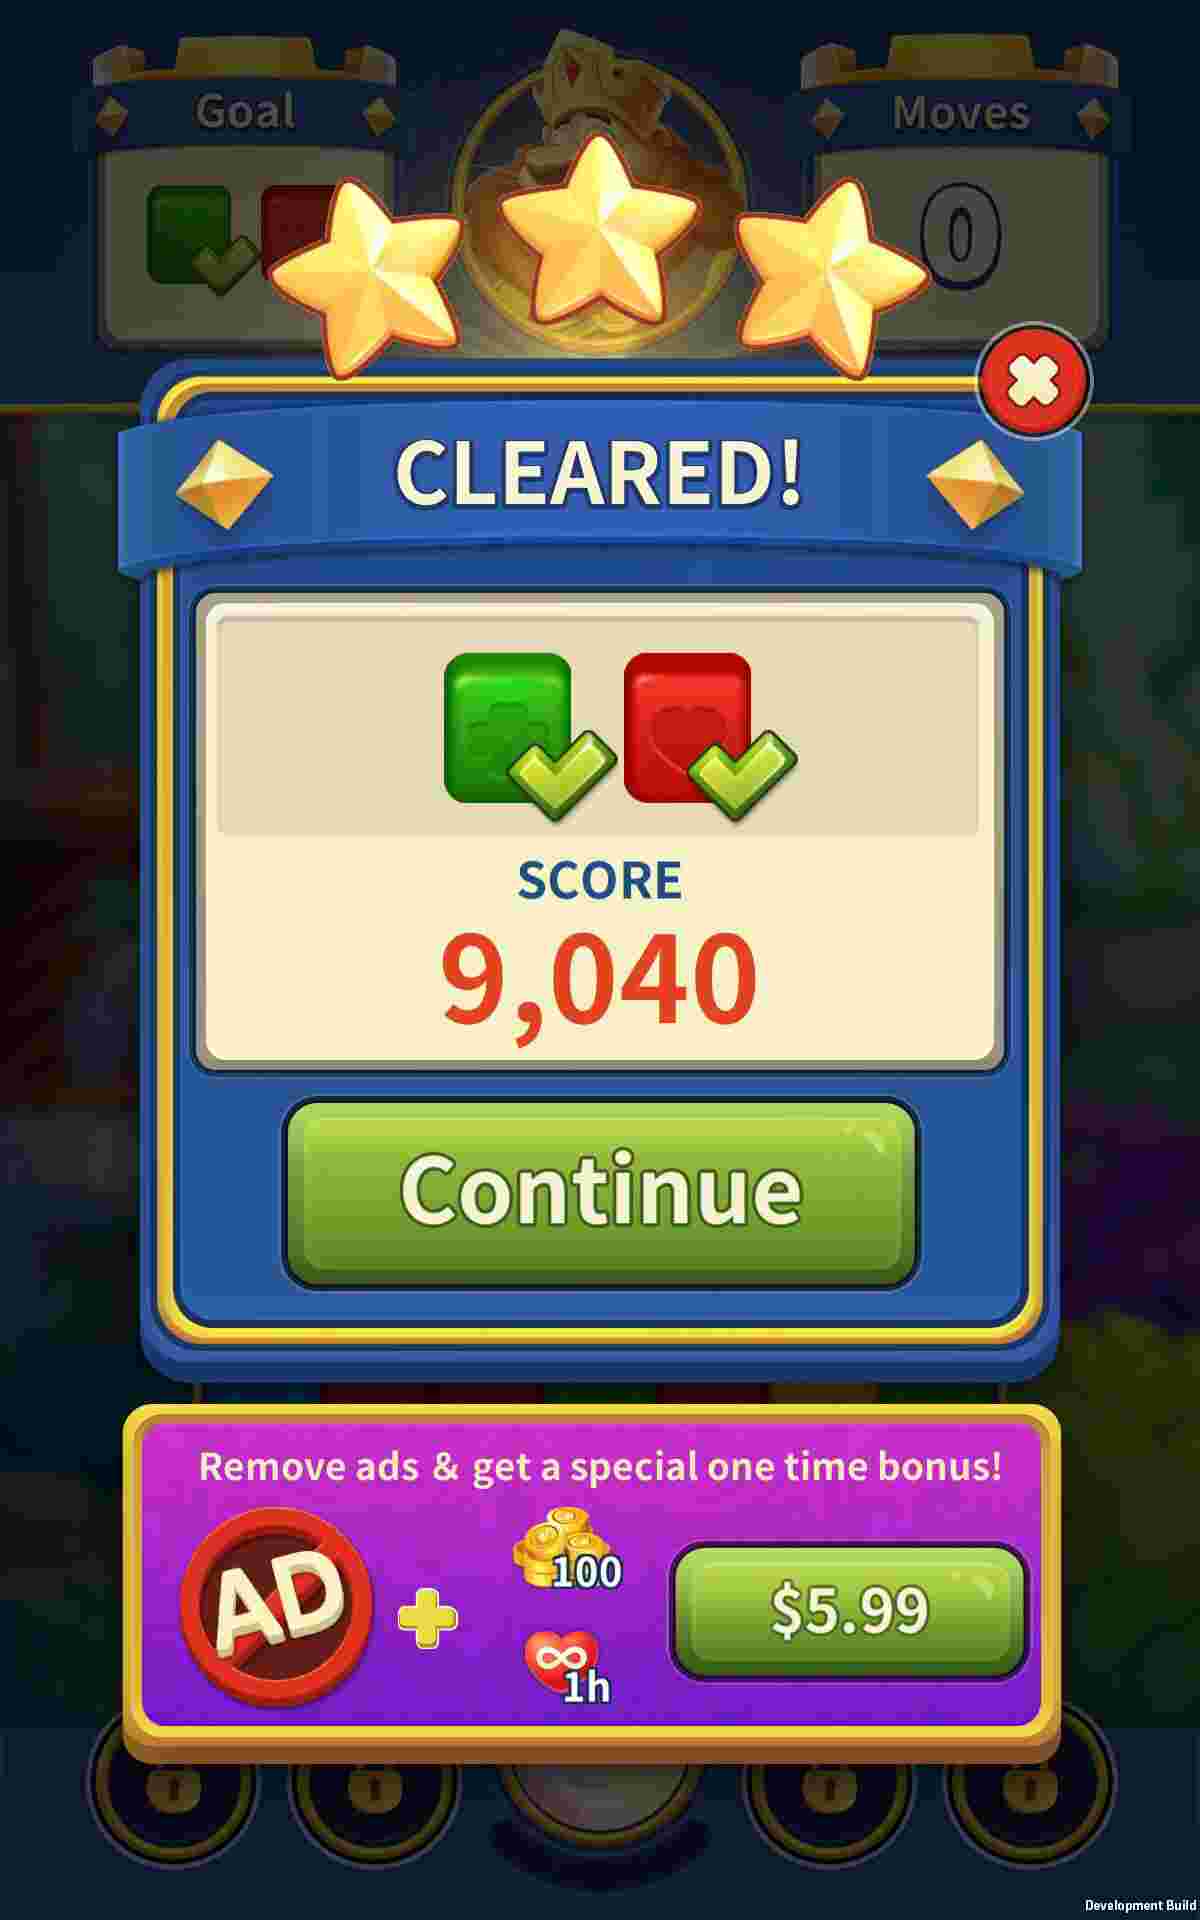 Goal
Moves
0
CLEARED!
SCORE
9,040
Continue
Remove ads & get a special one time bonus!
AD
100
1h
$5.99
Development Build